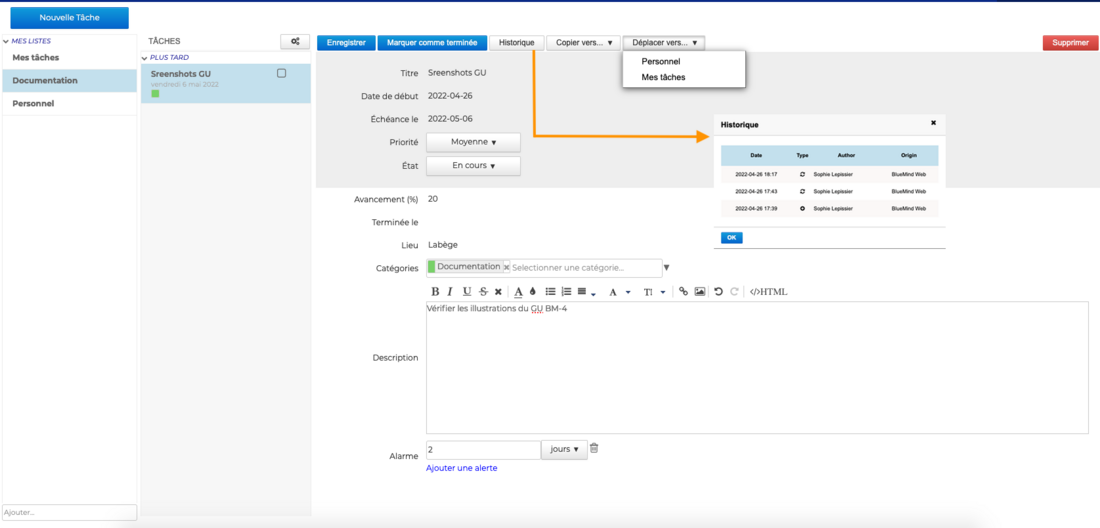 Nouvelle Tâche
MES LISTES
Mes tâches
Documentation
Personnel
Ajouter...
TÂCHES
PLUS TARD
Sreenshots GU
vendredi 6 mai 2022
Enregistrer Marquer comme terminée Historique Copier vers... Déplacer vers... Supprimer
Personnel
Mes tâches
Titre Sreenshots GU
Date de début 2022-04-26
Échéance le 2022-05-06
Priorité Moyenne
État En cours
Historique
Date Type Author Origin
2022-04-26 18:17 Sophie Lepissier BlueMind Web
2022-04-26 17:43 Sophie Lepissier BlueMind Web
2022-04-26 17:39 Sophie Lepissier BlueMind Web
OK
Avancement (%) 20
Terminée le
Lieu Labège
Catégories Documentation x Selectionner une catégorie...
B I U S A A T </>HTML
Description Vérifier les illustrations du GU BM-4
Alarme 2 jours
Ajouter une alerte